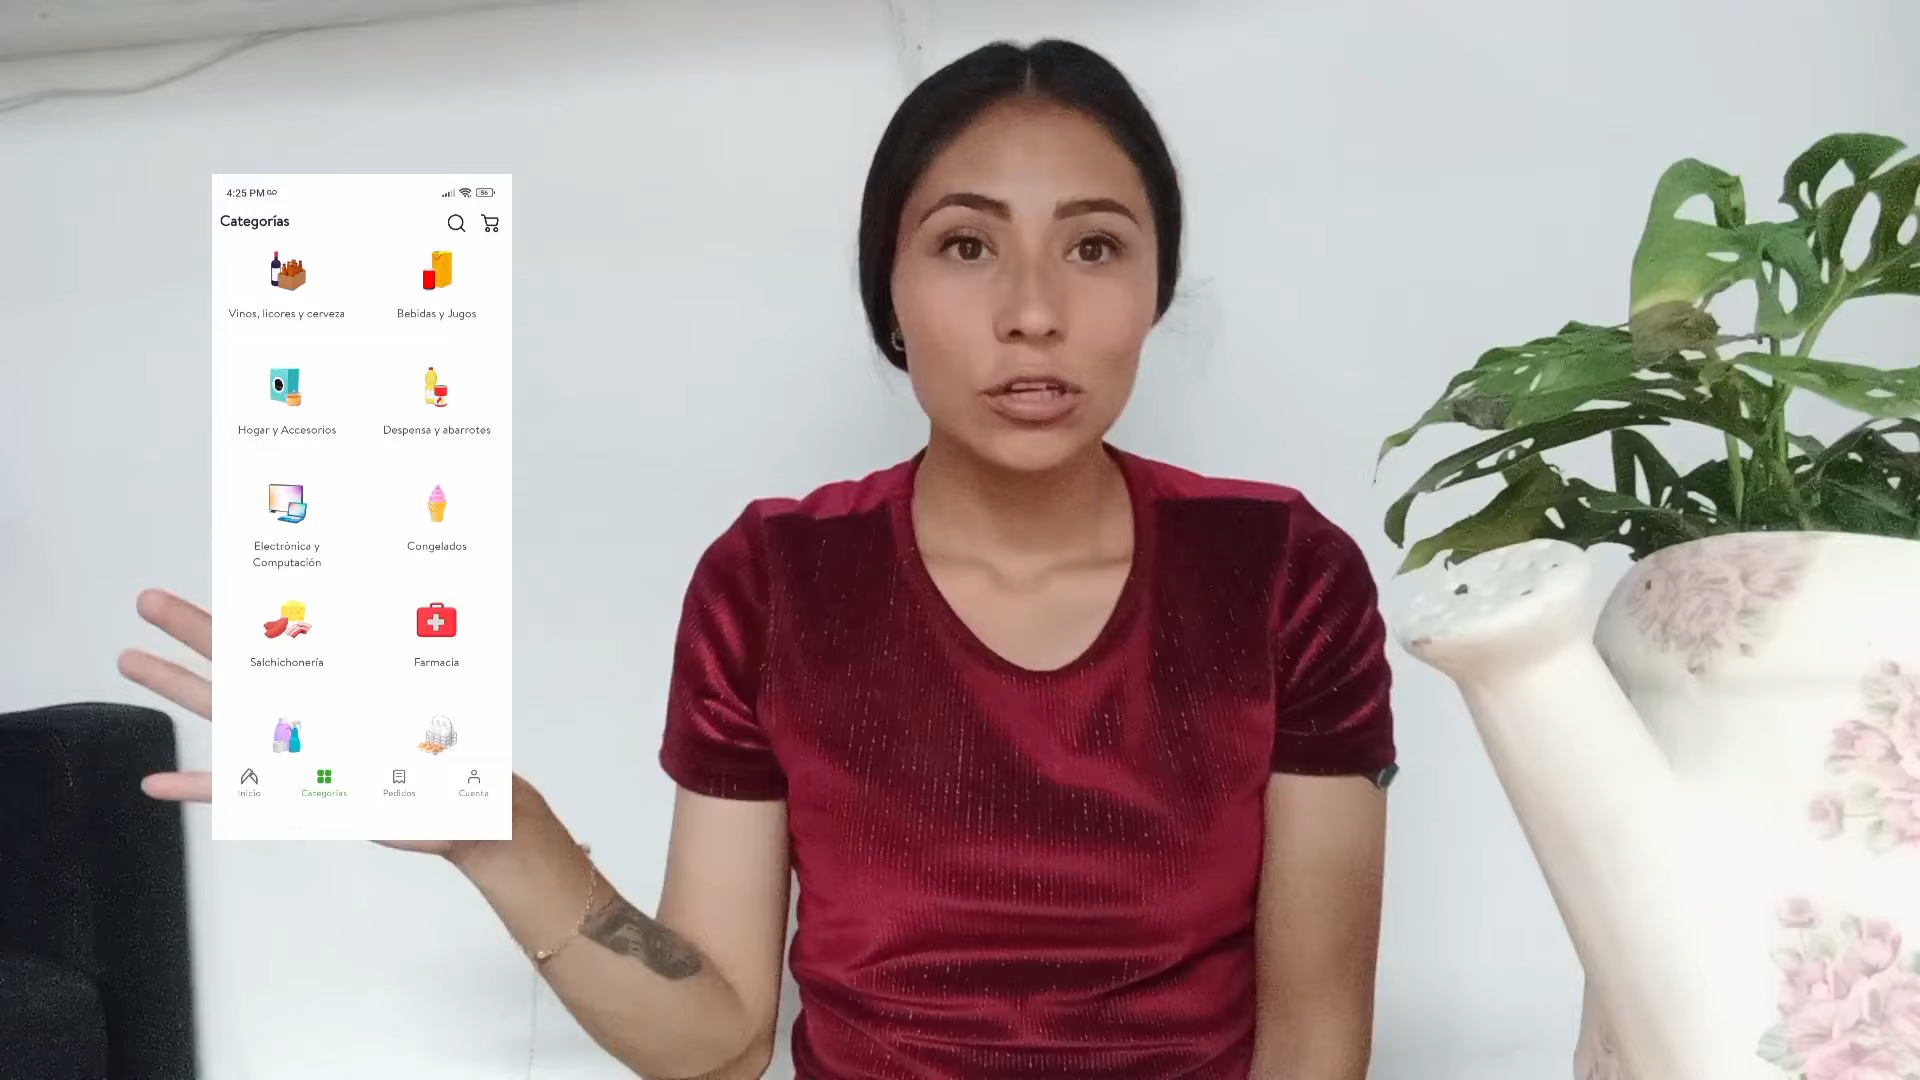 4:25 PM
56
Categorías
Vinos, licores y cerveza
Bebidas y Jugos
Hogar y Accesorios
Despensa y abarrotes
Electrónica y
Computación
Congelados
Salchichonería
Farmacia
Inicio
Categorías
Pedidos
Cuenta